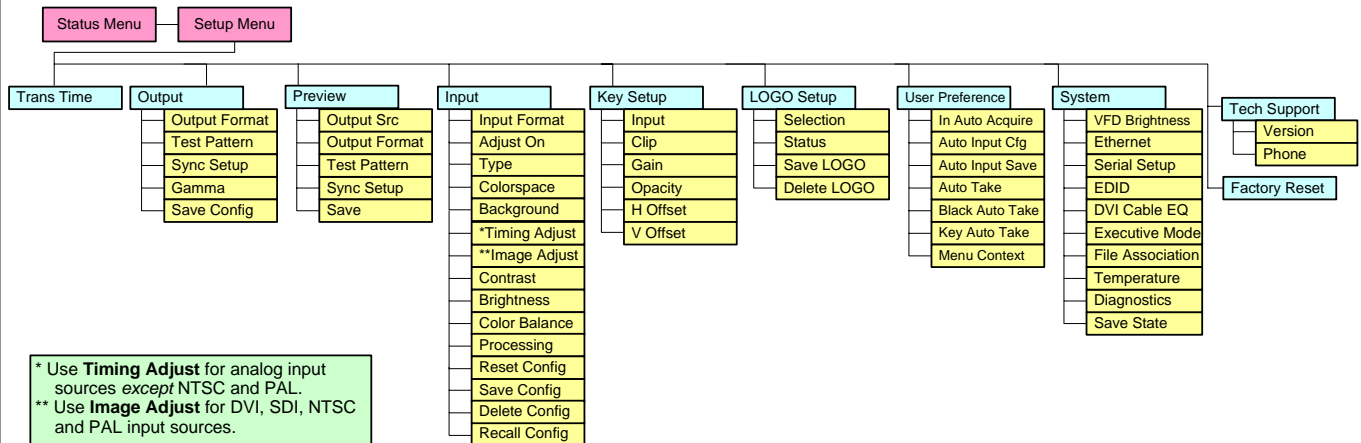 Status Menu
Setup Menu
Trans Time
Output
Output Format
Test Pattern
Sync Setup
Gamma
Save Config
Preview
Output Src
Output Format
Test Pattern
Sync Setup
Save
Input
Input Format
Adjust On
Type
Colorspace
Background
*Timing Adjust
**Image Adjust
Contrast
Brightness
Color Balance
Processing
Reset Config
Save Config
Delete Config
Recall Config
Key Setup
Input
Clip
Gain
Opacity
H Offset
V Offset
LOGO Setup
Selection
Status
Save LOGO
Delete LOGO
User Preference
In Auto Acquire
Auto Input Cfg
Auto Input Save
Auto Take
Black Auto Take
Key Auto Take
Menu Context
System
VFD Brightness
Ethernet
Serial Setup
EDID
DVI Cable EQ
Executive Mode
File Association
Temperature
Diagnostics
Save State
Tech Support
Version
Phone
Factory Reset
* Use Timing Adjust for analog input
sources except NTSC and PAL.
** Use Image Adjust for DVI, SDI, NTSC
and PAL input sources.